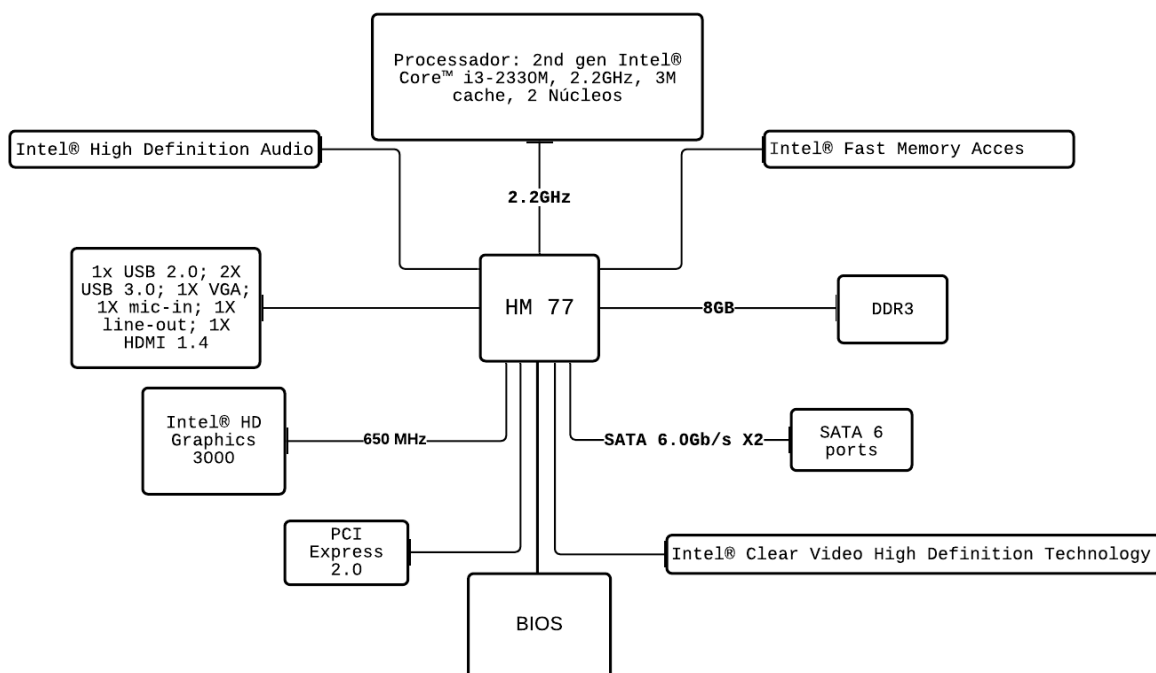 Processador: 2nd gen Intel®
Core™ i3-2330M, 2.2GHz, 3M
cache, 2 Núcleos
Intel® High Definition Audio
Intel® Fast Memory Acces
2.2GHz
1x USB 2.0; 2X
USB 3.0; 1X VGA;
1X mic-in; 1X
line-out; 1X
HDMI 1.4
HM 77
8GB
DDR3
Intel® HD
Graphics
3000
650 MHz
SATA 6.0Gb/s X2
SATA 6
ports
PCI
Express
2.0
Intel® Clear Video High Definition Technology
BIOS